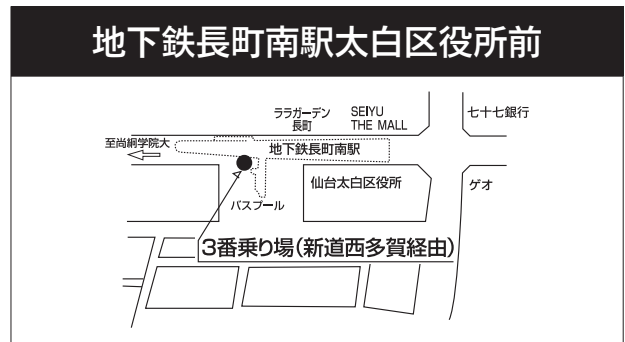 地下鉄長町南駅太白区役所前
ララガーデン
長町
SEIYU
THE MALL
七十七銀行
至尚絅学院大
地下鉄長町南駅
仙台太白区役所
ゲオ
バスプール
3番乗り場(新道西多賀経由)